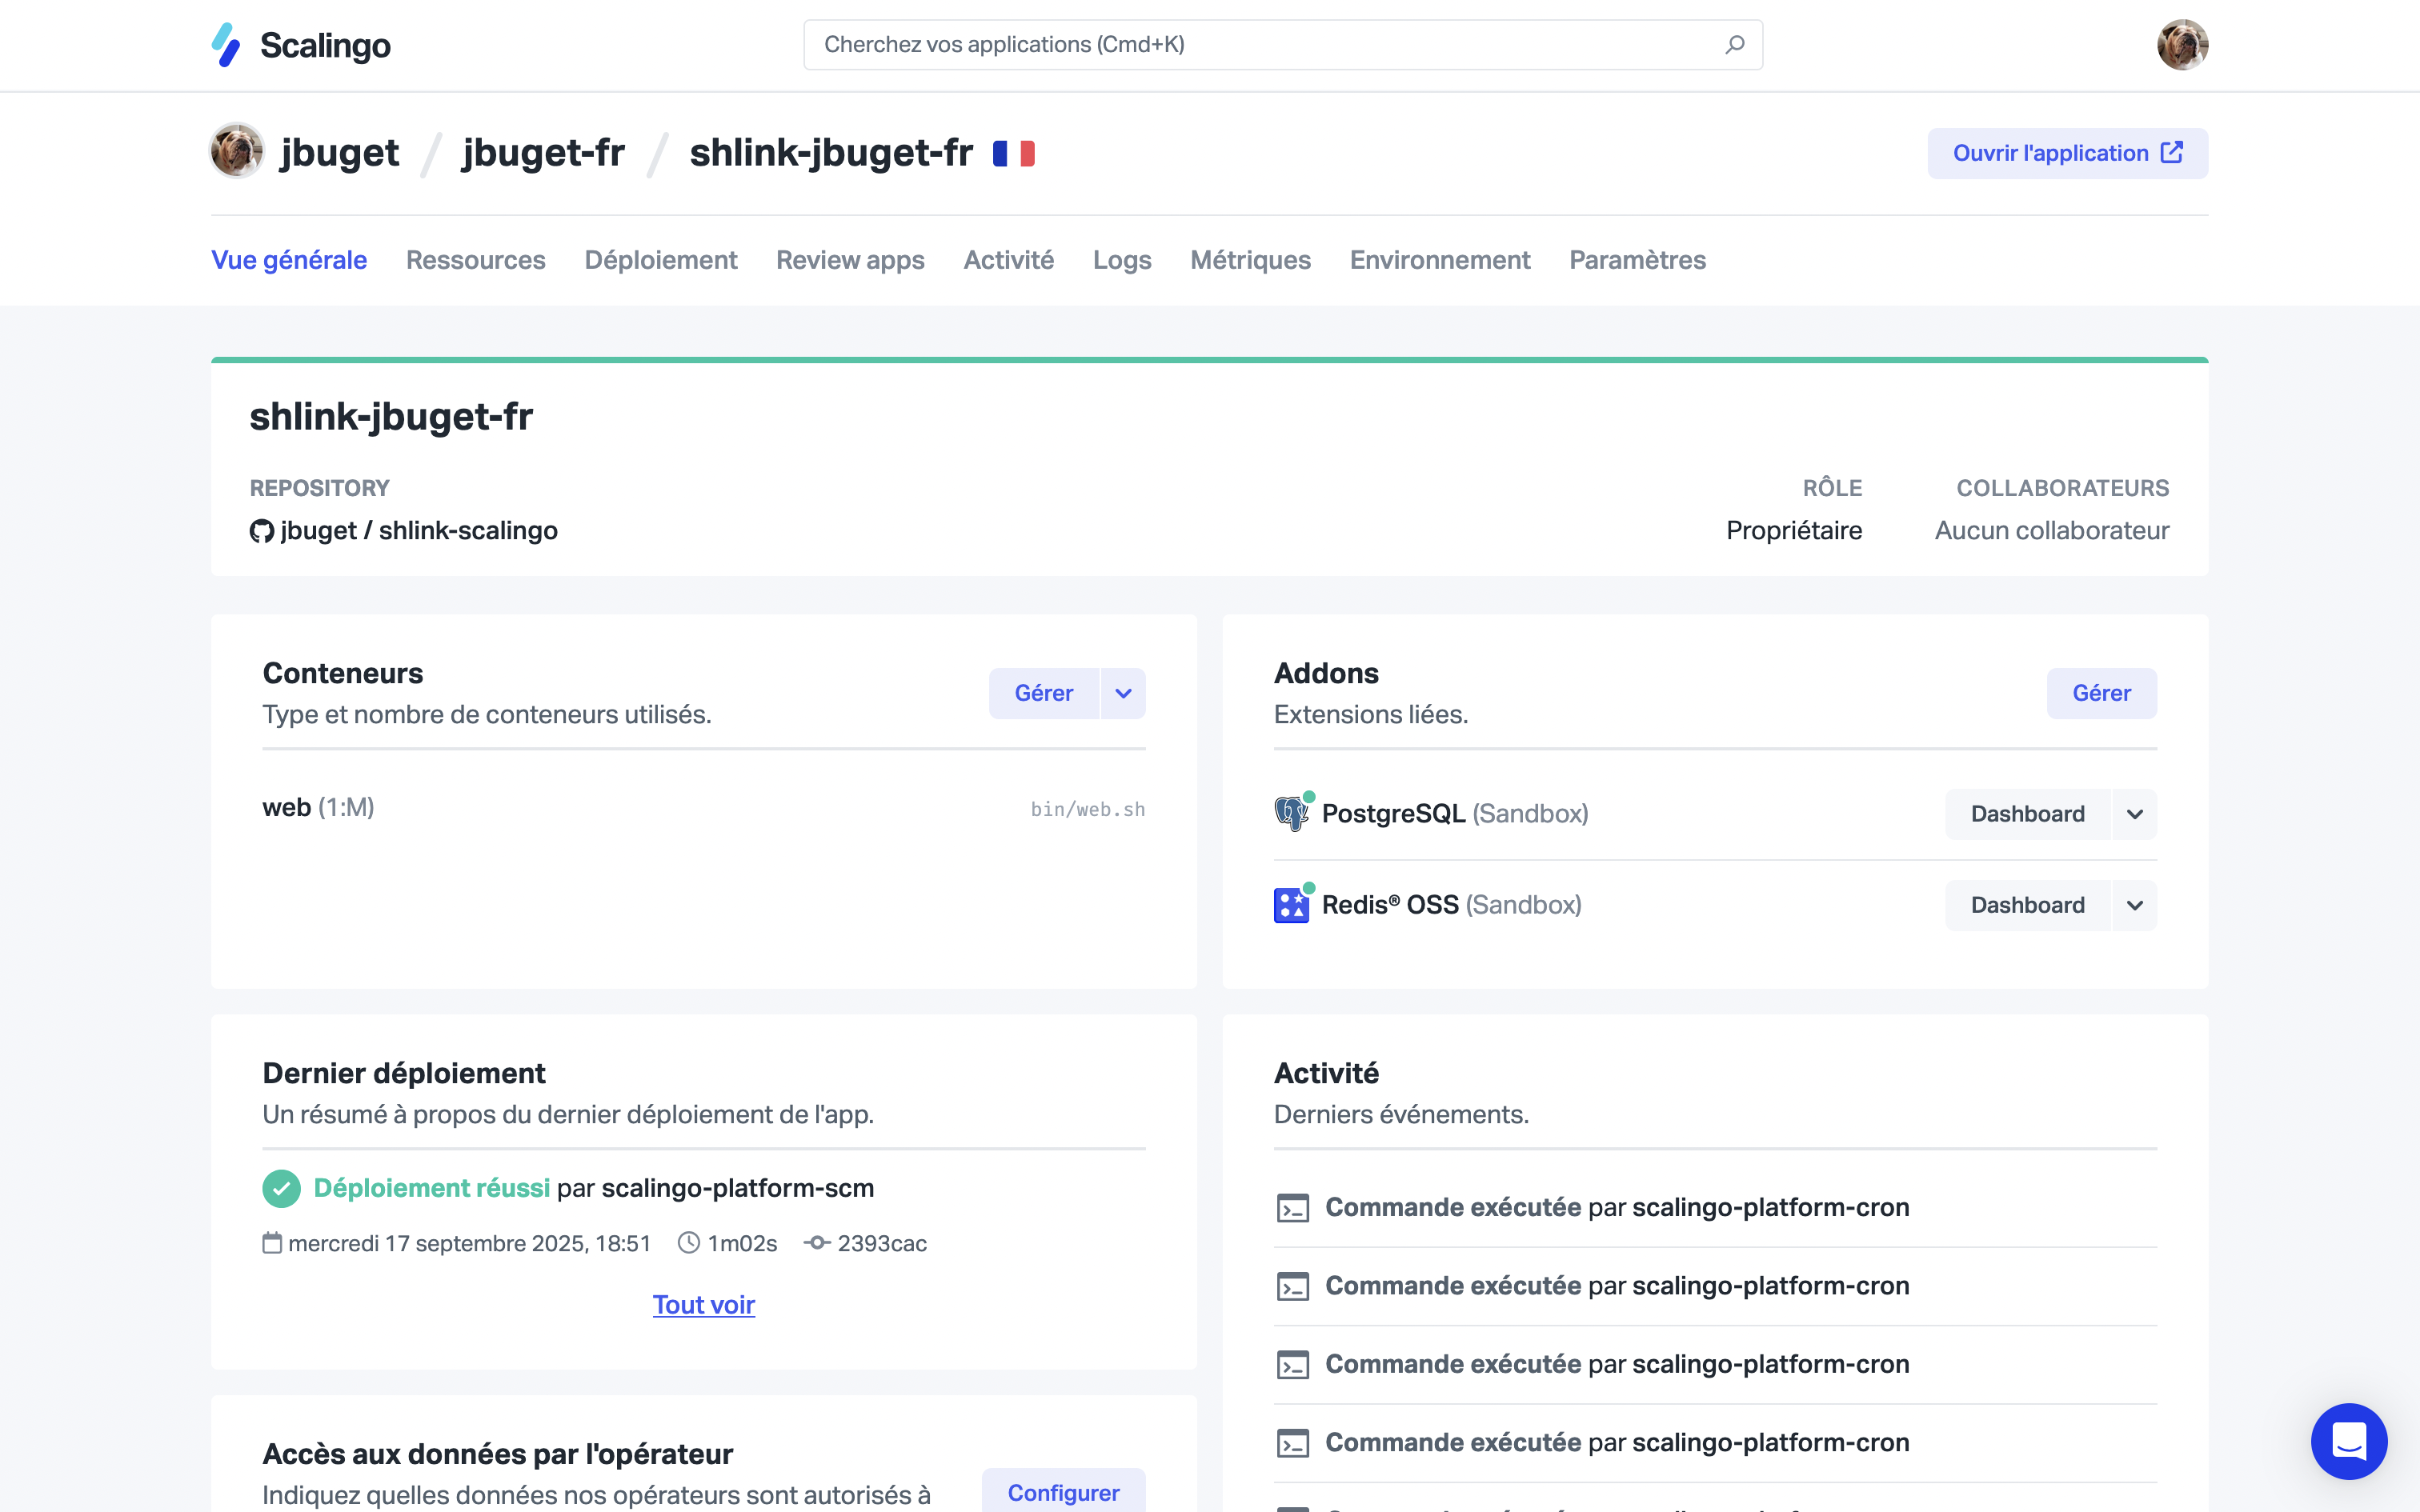 Scalingo
Cherchez vos applications (Cmd+K)
jbuget / jbuget-fr / shlink-jbuget-fr
Ouvrir l'application
Vue générale Ressources Déploiement Review apps Activité Logs Métriques Environnement Paramètres
shlink-jbuget-fr
REPOSITORY
jbuget / shlink-scalingo
RÔLE
Propriétaire
COLLABORATEURS
Aucun collaborateur
Conteneurs
Type et nombre de conteneurs utilisés.
Gérer
web (1:M) bin/web.sh
Addons
Extensions liées.
Gérer
PostgreSQL (Sandbox) Dashboard
Redis® OSS (Sandbox) Dashboard
Dernier déploiement
Un résumé à propos du dernier déploiement de l'app.
Déploiement réussi par scalingo-platform-scm
mercredi 17 septembre 2025, 18:51 1m02s 2393cac
Tout voir
Activité
Derniers événements.
Commande exécutée par scalingo-platform-cron
Commande exécutée par scalingo-platform-cron
Commande exécutée par scalingo-platform-cron
Commande exécutée par scalingo-platform-cron
Accès aux données par l'opérateur
Indiquez quelles données nos opérateurs sont autorisés à
Configurer